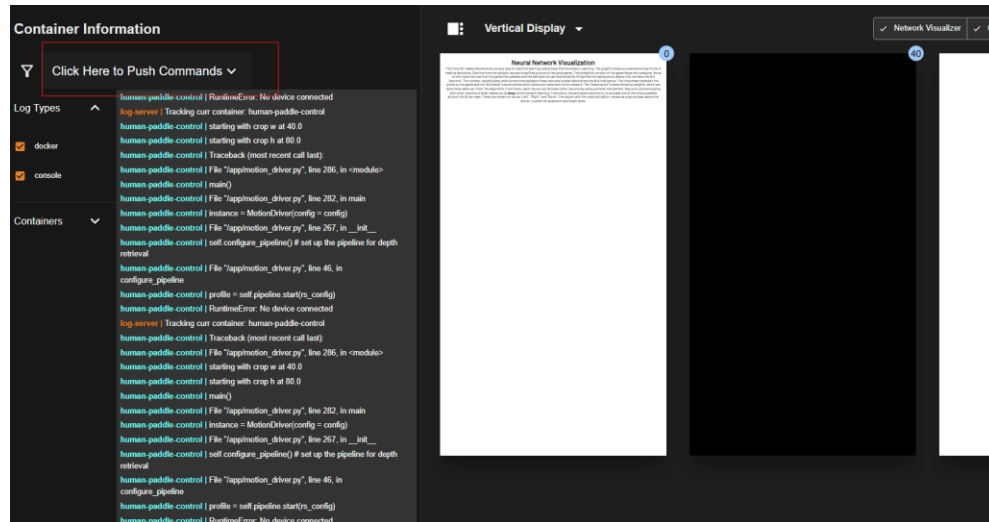 Container Information
Click Here to Push Commands
Log Types
docker
console
Containers
human-paddle-control | RuntimeError: No device connected
log-server | Tracking curr container: human-paddle-control
human-paddle-control | starting with crop w at 40.0
human-paddle-control | starting with crop h at 80.0
human-paddle-control | Traceback (most recent call last):
human-paddle-control | File "/app/motion_driver.py", line 286, in <module>
human-paddle-control | main()
human-paddle-control | File "/app/motion_driver.py", line 282, in main
human-paddle-control | instance = MotionDriver(config = config)
human-paddle-control | File "/app/motion_driver.py", line 267, in __init__
human-paddle-control | self.configure_pipeline() # set up the pipeline for depth
retrieval
human-paddle-control | File "/app/motion_driver.py", line 46, in
configure_pipeline
human-paddle-control | profile = self.pipeline.start(rs_config)
human-paddle-control | RuntimeError: No device connected
log-server | Tracking curr container: human-paddle-control
human-paddle-control | Traceback (most recent call last):
human-paddle-control | File "/app/motion_driver.py", line 286, in <module>
human-paddle-control | starting with crop w at 40.0
human-paddle-control | starting with crop h at 80.0
human-paddle-control | main()
human-paddle-control | File "/app/motion_driver.py", line 282, in main
human-paddle-control | instance = MotionDriver(config = config)
human-paddle-control | File "/app/motion_driver.py", line 267, in __init__
human-paddle-control | self.configure_pipeline() # set up the pipeline for depth
retrieval
human-paddle-control | File "/app/motion_driver.py", line 46, in
configure_pipeline
human-paddle-control | profile = self.pipeline.start(rs_config)
human-paddle-control | RuntimeError: No device connected
Vertical Display
Network Visualizer
0
40
Neural Network Visualization